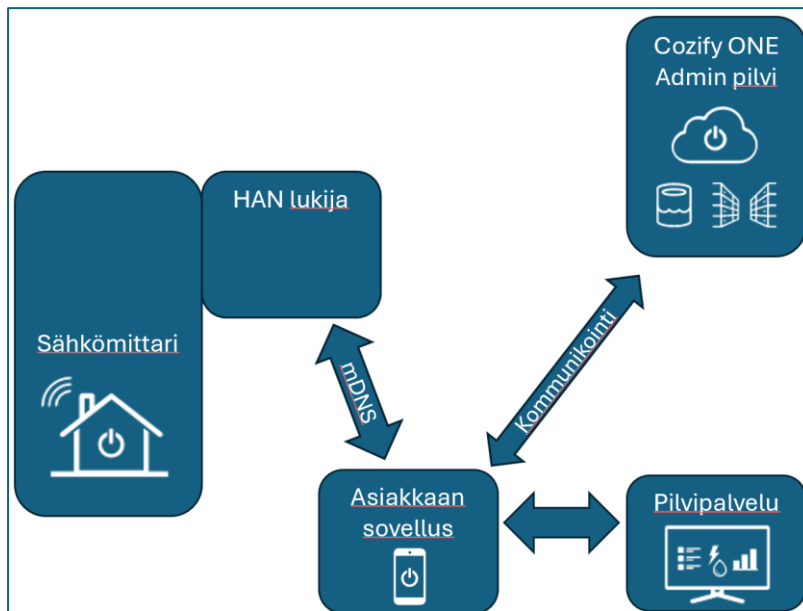 Cozify ONE
Admin pilvi
HAN lukija
Sähkömittari
mDNS
Kommunikointi
Asiakkaan
sovellus
Pilvipalvelu